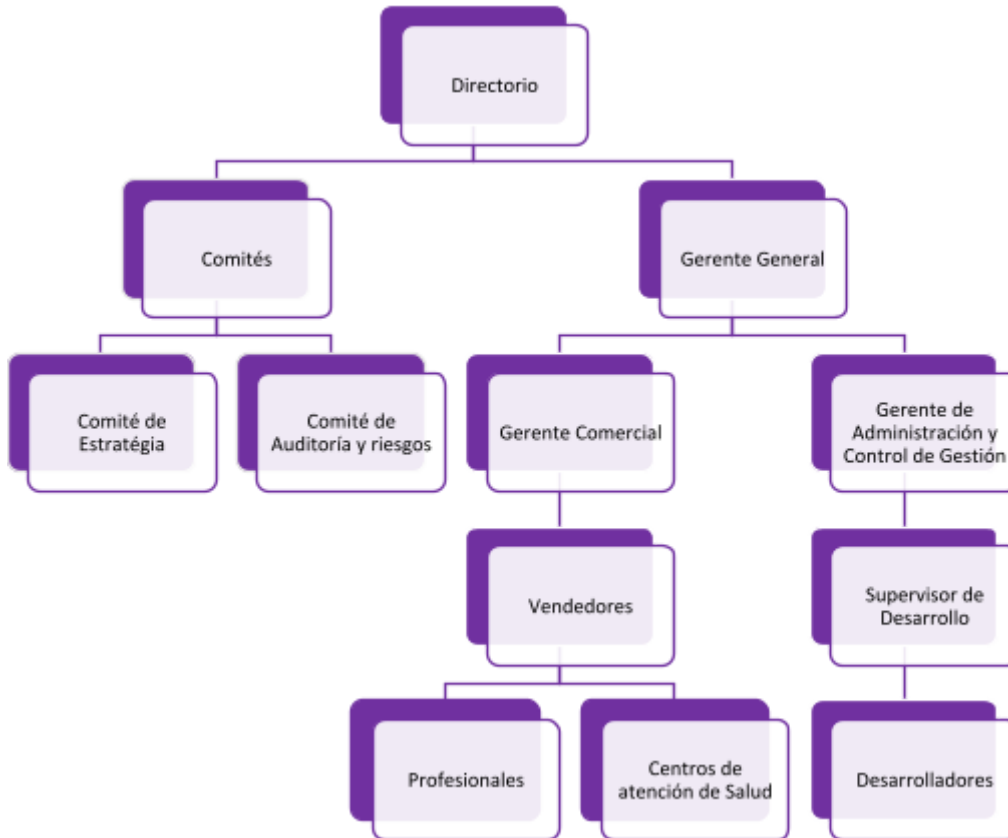 Directorio
Comités
Gerente General
Comité de
Estratégia
Comité de
Auditoría y riesgos
Gerente Comercial
Gerente de
Administración y
Control de Gestión
Vendedores
Supervisor de
Desarrollo
Profesionales
Centros de
atención de Salud
Desarrolladores